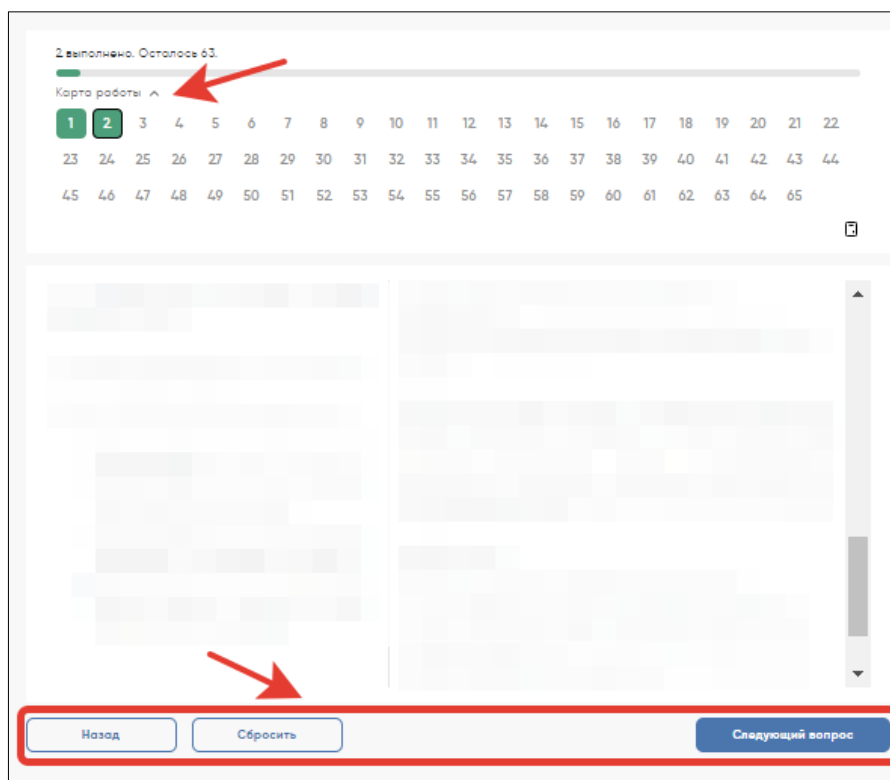 2 выполнено. Осталось 63.
Карта работы
1 2 3 4 5 6 7 8 9 10 11 12 13 14 15 16 17 18 19 20 21 22
23 24 25 26 27 28 29 30 31 32 33 34 35 36 37 38 39 40 41 42 43 44
45 46 47 48 49 50 51 52 53 54 55 56 57 58 59 60 61 62 63 64 65
Назад Сбросить Следующий вопрос